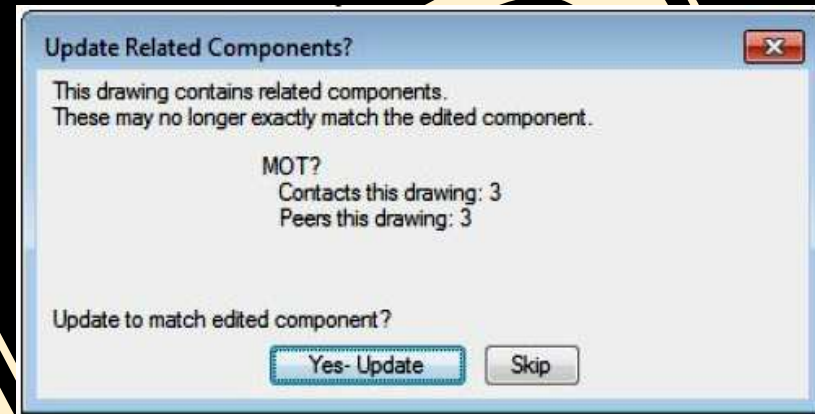 Update Related Components?
This drawing contains related components.
These may no longer exactly match the edited component.
MOT?
Contacts this drawing: 3
Peers this drawing: 3
Update to match edited component?
Yes- Update
Skip